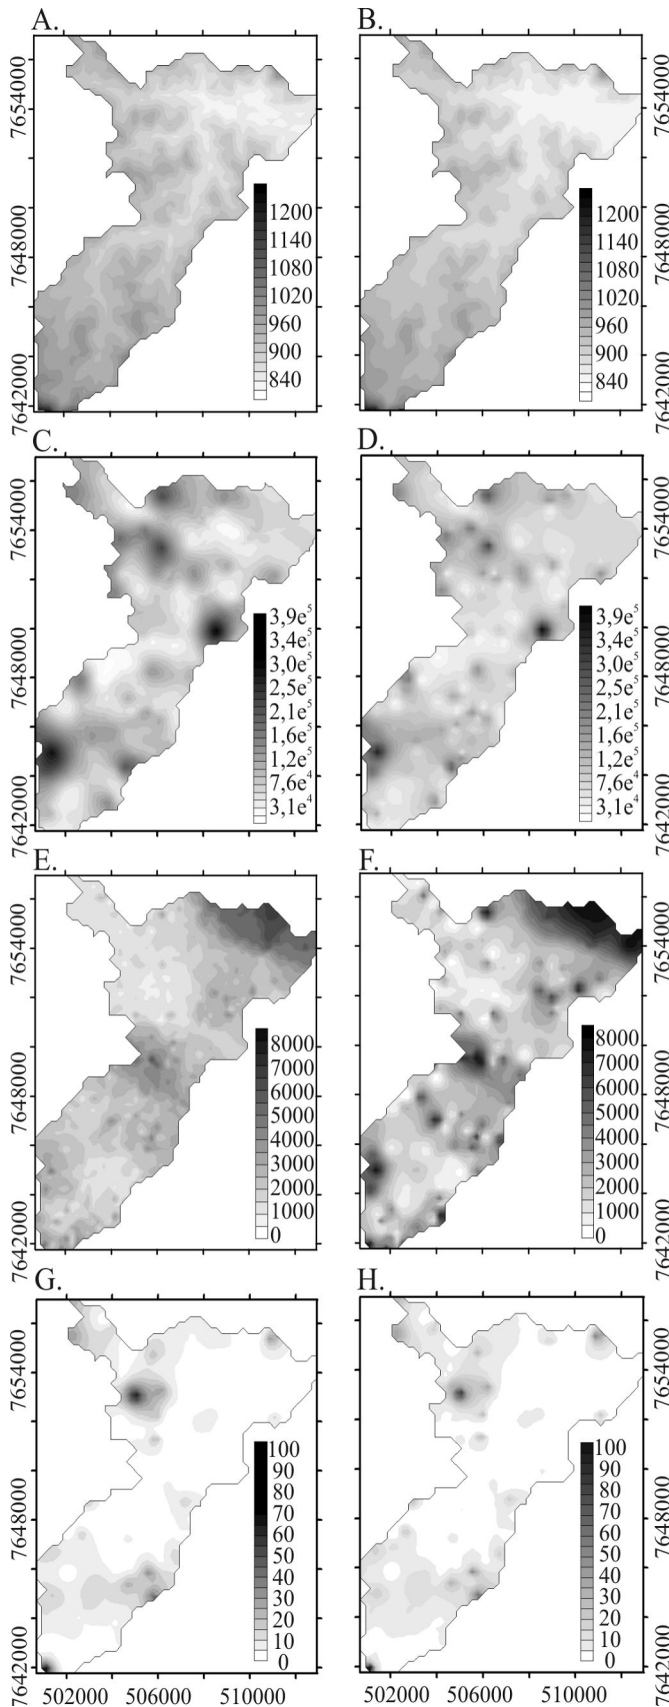 A. B.
7654000 7654000
1200 1200
1140 1140
1080 1080
1020 1020
960 960
900 900
840 840
7648000 7648000
7642000 7642000
C. D.
7654000 7654000
3,9e⁵ 3,9e⁵
3,4e⁵ 3,4e⁵
3,0e⁵ 3,0e⁵
2,5e⁵ 2,5e⁵
2,1e⁵ 2,1e⁵
1,6e⁵ 1,6e⁵
1,2e⁵ 1,2e⁵
7,6e⁴ 7,6e⁴
3,1e⁴ 3,1e⁴
7648000 7648000
7642000 7642000
E. F.
7654000 7654000
8000 8000
7000 7000
6000 6000
5000 5000
4000 4000
3000 3000
2000 2000
1000 1000
0 0
7648000 7648000
7642000 7642000
G. H.
7654000 7654000
100 100
90 90
80 80
70 70
60 60
50 50
40 40
30 30
20 20
10 10
0 0
7648000 7648000
7642000 7642000
502000 506000 510000 502000 506000 510000